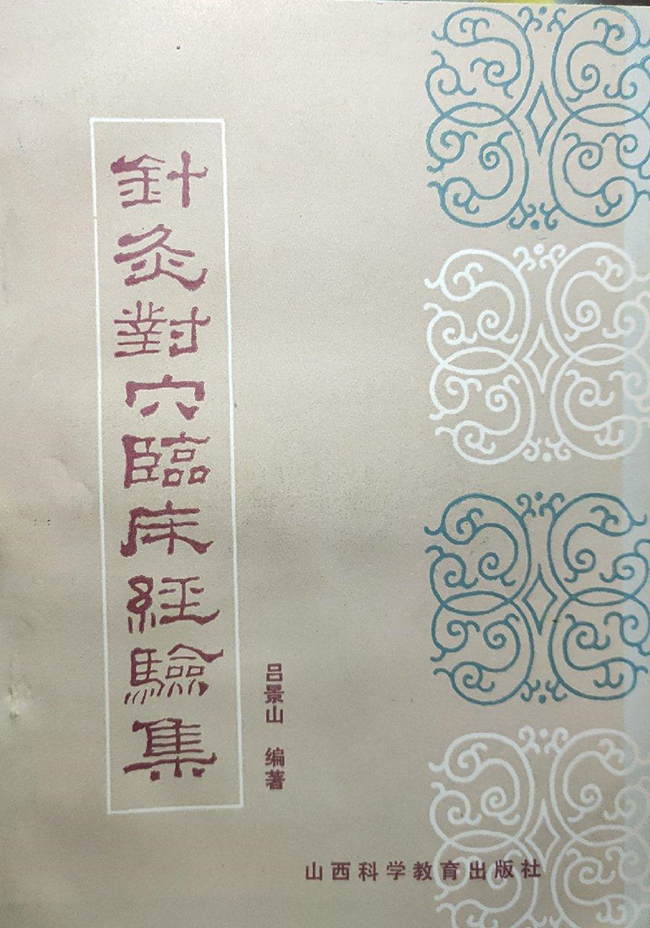 針灸對穴臨床經驗集
吕景山 编著
山西科学教育出版社